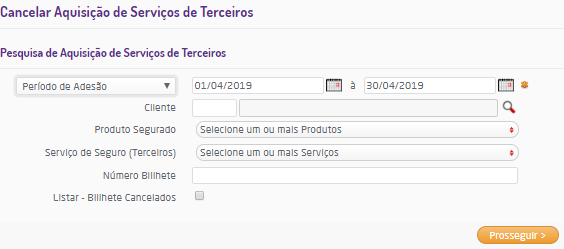 Cancelar Aquisição de Serviços de Terceiros
Pesquisa de Aquisição de Serviços de Terceiros
Período de Adesão 01/04/2019 à 30/04/2019
Cliente
Produto Segurado Selecione um ou mais Produtos
Serviço de Seguro (Terceiros) Selecione um ou mais Serviços
Número Bilhete
Listar - Bilhete Cancelados
Prosseguir >